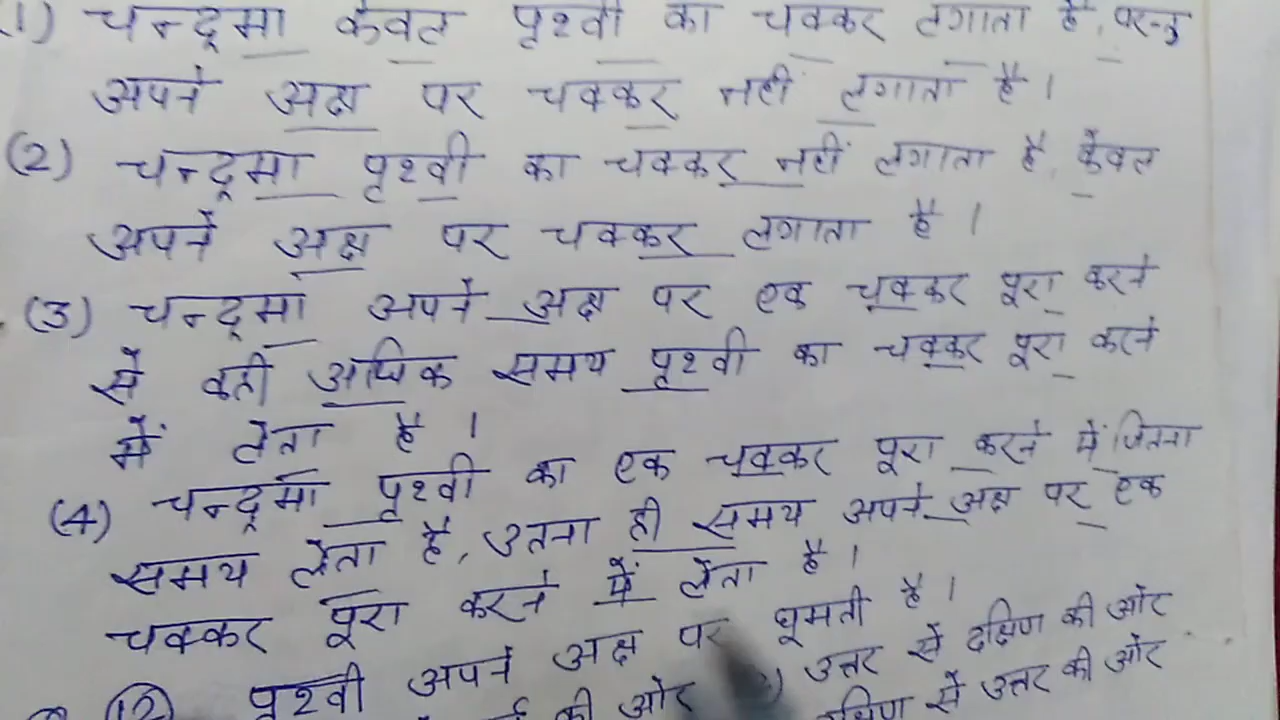 (1) चन्द्रमा केवल पृथ्वी का चक्कर लगाता है, परन्तु
अपने अक्ष पर चक्कर नहीं लगाता है।
(2) चन्द्रमा पृथ्वी का चक्कर नहीं लगाता है, केवल
अपने अक्ष पर चक्कर लगाता है।
(3) चन्द्रमा अपने अक्ष पर एक चक्कर पूरा करने
से कहीं अधिक समय पृथ्वी का चक्कर पूरा करने
में लेता है।
(4) चन्द्रमा पृथ्वी का एक चक्कर पूरा करने में जितना
समय लेता है, उतना ही समय अपने अक्ष पर एक
चक्कर पूरा करने में लेता है।
(12) पृथ्वी अपने अक्ष पर घूमती है।
की ओर उत्तर से दक्षिण की ओर
से उत्तर की ओर